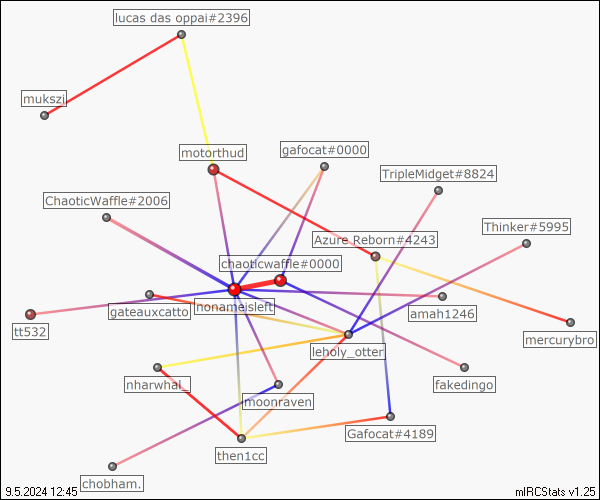 lucas das oppai#2396
mukszi
motorthud
gafocat#0000
TripleMidget#8824
ChaoticWaffle#2006
Thinker#5995
Azure Reborn#4243
chaoticwaffle#0000
nonameisleft
gateauxcatto
amah1246
tt532
mercurybro
leholy_otter
nharwhal_
fakedingo
moonraven
Gafocat#4189
then1cc
chobham.
9.5.2024 12:45
mIRCStats v1.25